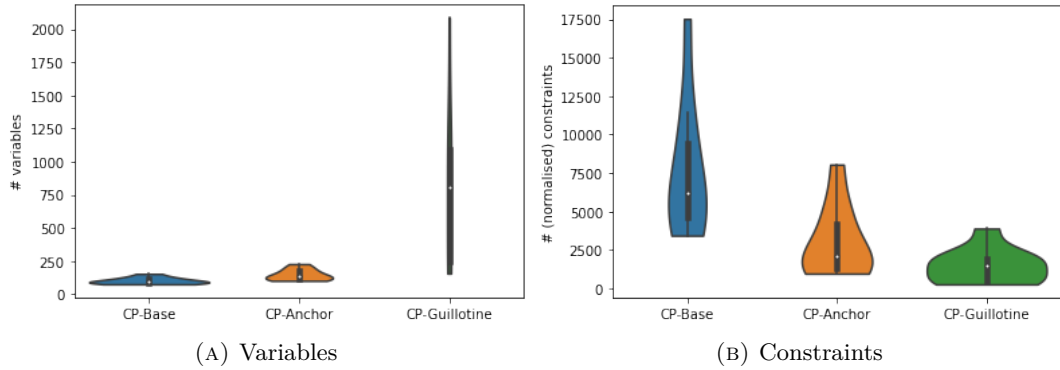 # variables
2000
1750
1500
1250
1000
750
500
250
0
CP-Base CP-Anchor CP-Guillotine
(A) Variables
# (normalised) constraints
17500
15000
12500
10000
7500
5000
2500
0
CP-Base CP-Anchor CP-Guillotine
(B) Constraints